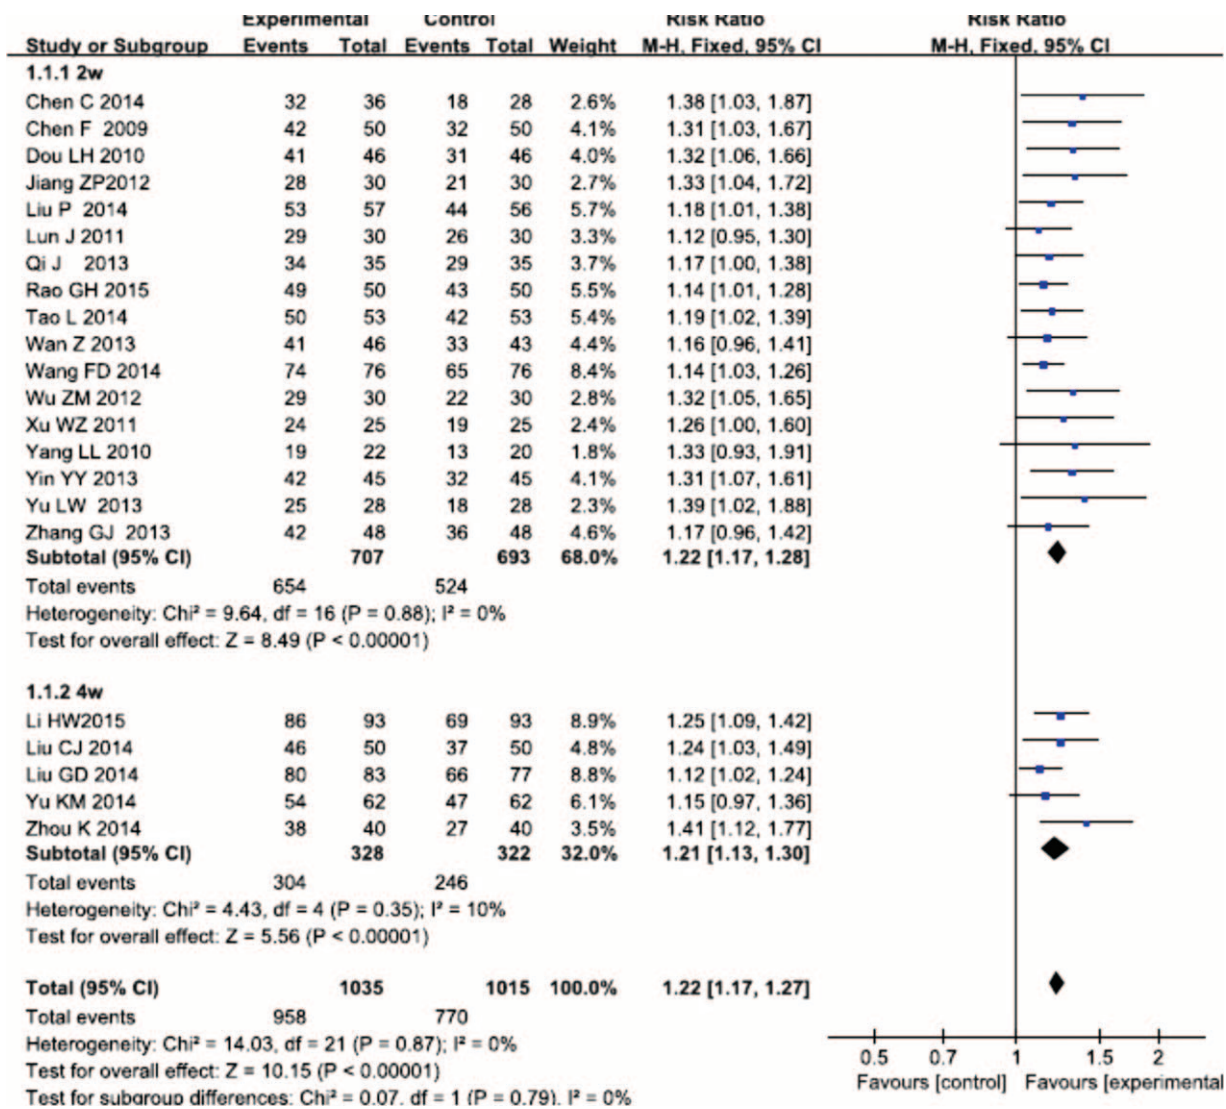 Experimental Control Risk Ratio Risk Ratio
Study or Subgroup Events Total Events Total Weight M-H, Fixed, 95% CI M-H, Fixed, 95% CI
1.1.1 2w
Chen C 2014 32 36 18 28 2.6% 1.38 [1.03, 1.87]
Chen F 2009 42 50 32 50 4.1% 1.31 [1.03, 1.67]
Dou LH 2010 41 46 31 46 4.0% 1.32 [1.06, 1.66]
Jiang ZP2012 28 30 21 30 2.7% 1.33 [1.04, 1.72]
Liu P 2014 53 57 44 56 5.7% 1.18 [1.01, 1.38]
Lun J 2011 29 30 26 30 3.3% 1.12 [0.95, 1.30]
Qi J 2013 34 35 29 35 3.7% 1.17 [1.00, 1.38]
Rao GH 2015 49 50 43 50 5.5% 1.14 [1.01, 1.28]
Tao L 2014 50 53 42 53 5.4% 1.19 [1.02, 1.39]
Wan Z 2013 41 46 33 43 4.4% 1.16 [0.96, 1.41]
Wang FD 2014 74 76 65 76 8.4% 1.14 [1.03, 1.26]
Wu ZM 2012 29 30 22 30 2.8% 1.32 [1.05, 1.65]
Xu WZ 2011 24 25 19 25 2.4% 1.26 [1.00, 1.60]
Yang LL 2010 19 22 13 20 1.8% 1.33 [0.93, 1.91]
Yin YY 2013 42 45 32 45 4.1% 1.31 [1.07, 1.61]
Yu LW 2013 25 28 18 28 2.3% 1.39 [1.02, 1.88]
Zhang GJ 2013 42 48 36 48 4.6% 1.17 [0.96, 1.42]
Subtotal (95% CI) 707 693 68.0% 1.22 [1.17, 1.28]
Total events 654 524
Heterogeneity: Chi² = 9.64, df = 16 (P = 0.88); I² = 0%
Test for overall effect: Z = 8.49 (P < 0.00001)
1.1.2 4w
Li HW2015 86 93 69 93 8.9% 1.25 [1.09, 1.42]
Liu CJ 2014 46 50 37 50 4.8% 1.24 [1.03, 1.49]
Liu GD 2014 80 83 66 77 8.8% 1.12 [1.02, 1.24]
Yu KM 2014 54 62 47 62 6.1% 1.15 [0.97, 1.36]
Zhou K 2014 38 40 27 40 3.5% 1.41 [1.12, 1.77]
Subtotal (95% CI) 328 322 32.0% 1.21 [1.13, 1.30]
Total events 304 246
Heterogeneity: Chi² = 4.43, df = 4 (P = 0.35); I² = 10%
Test for overall effect: Z = 5.56 (P < 0.00001)
Total (95% CI) 1035 1015 100.0% 1.22 [1.17, 1.27]
Total events 958 770
Heterogeneity: Chi² = 14.03, df = 21 (P = 0.87); I² = 0%
Test for overall effect: Z = 10.15 (P < 0.00001)
Test for subgroup differences: Chi² = 0.07, df = 1 (P = 0.79), I² = 0%
0.5 0.7 1 1.5 2
Favours [control] Favours [experimental